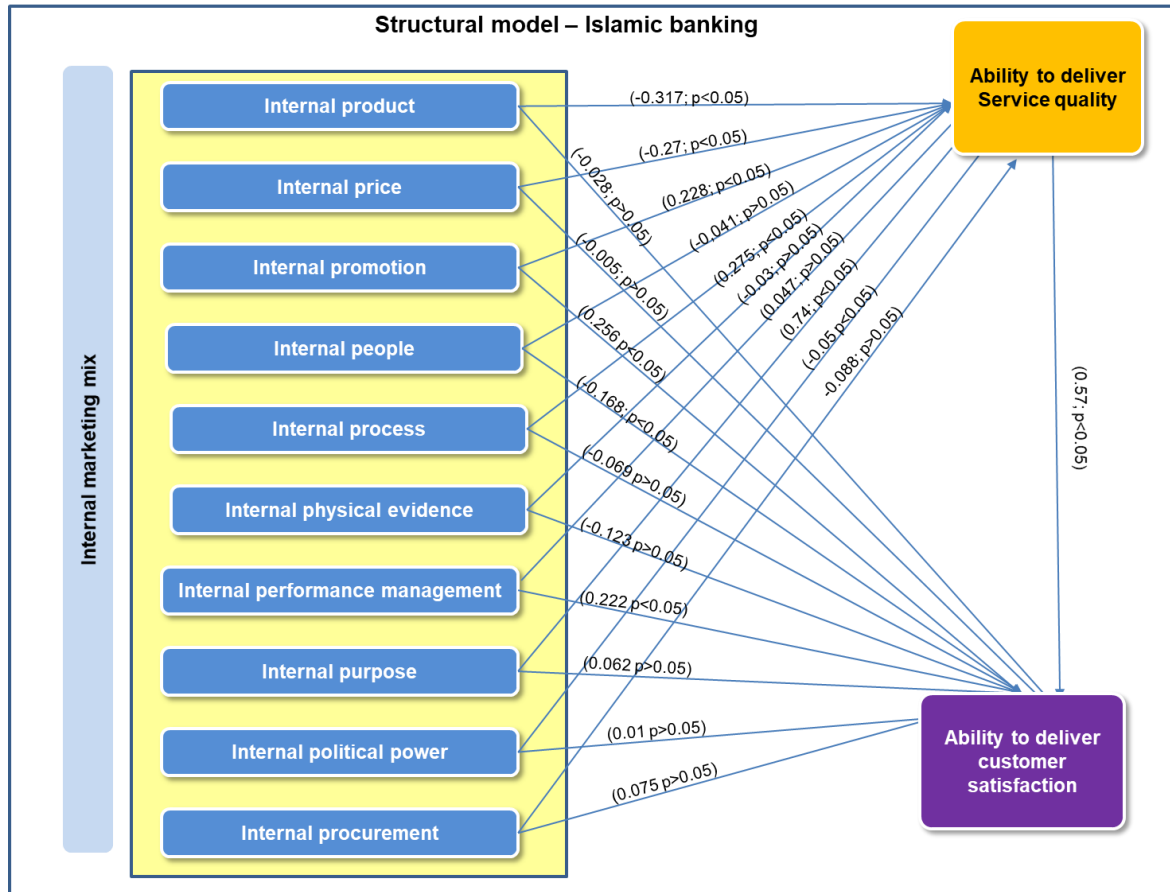 Structural model – Islamic banking
Internal marketing mix
Internal product
Internal price
Internal promotion
Internal people
Internal process
Internal physical evidence
Internal performance management
Internal purpose
Internal political power
Internal procurement
Ability to deliver
Service quality
(-0.317; p<0.05)
(-0.27; p<0.05)
(0.228; p<0.05)
(-0,041; p>0.05)
(0.275; p<0.05)
(-0.03; p>0.05)
(0.047; p>0.05)
(0.74; p<0.05)
(-0.05 p<0.05)
-0.088; p>0.05)
(-0.028; p>0.05)
(-0.005; p>0.05)
(0.256 p<0.05)
(-0.168; p<0.05)
(-0.069 p>0.05)
(-0.123 p>0.05)
(0.222 p<0.05)
(0.062 p>0.05)
(0.01 p>0.05)
(0.075 p>0.05)
(0.57; p<0.05)
Ability to deliver
customer
satisfaction